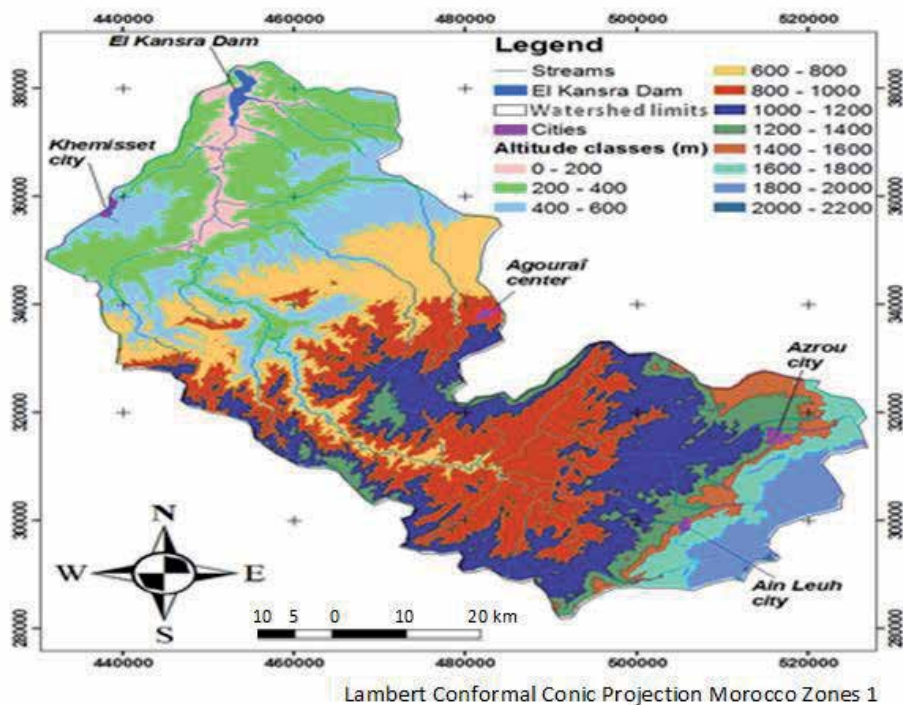 440000 460000 480000 500000 520000
El Kansra Dam
Legend
Streams
El Kansra Dam
Watershed limits
Cities
Altitude classes (m)
0 - 200
200 - 400
400 - 600
600 - 800
800 - 1000
1000 - 1200
1200 - 1400
1400 - 1600
1600 - 1800
1800 - 2000
2000 - 2200
380000
380000
Khemisset
city
360000
360000
Agouraî
center
340000
340000
Azrou
city
320000
320000
300000
300000
Ain Leuh
city
280000
280000
N
W E
S
10 5 0 10 20 km
440000 460000 480000 500000 520000
Lambert Conformal Conic Projection Morocco Zones 1